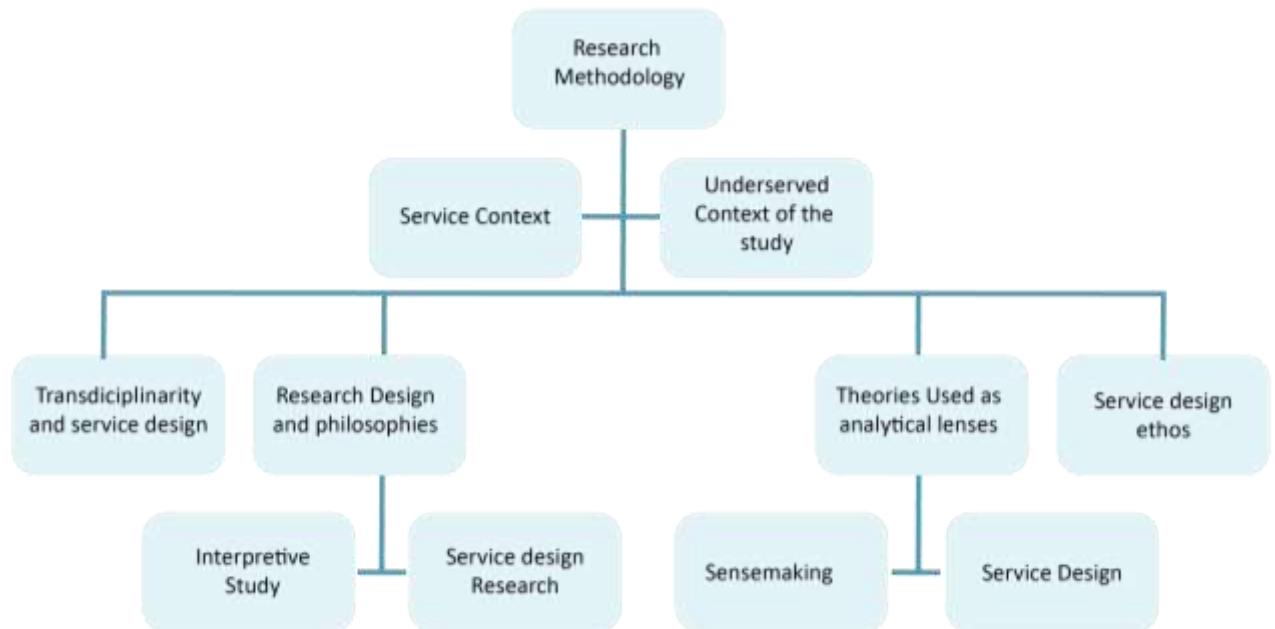 Research
Methodology
Service Context
Underserved
Context of the
study
Transdiciplinarity
and service design
Research Design
and philosophies
Theories Used as
analytical lenses
Service design
ethos
Interpretive
Study
Service design
Research
Sensemaking
Service Design